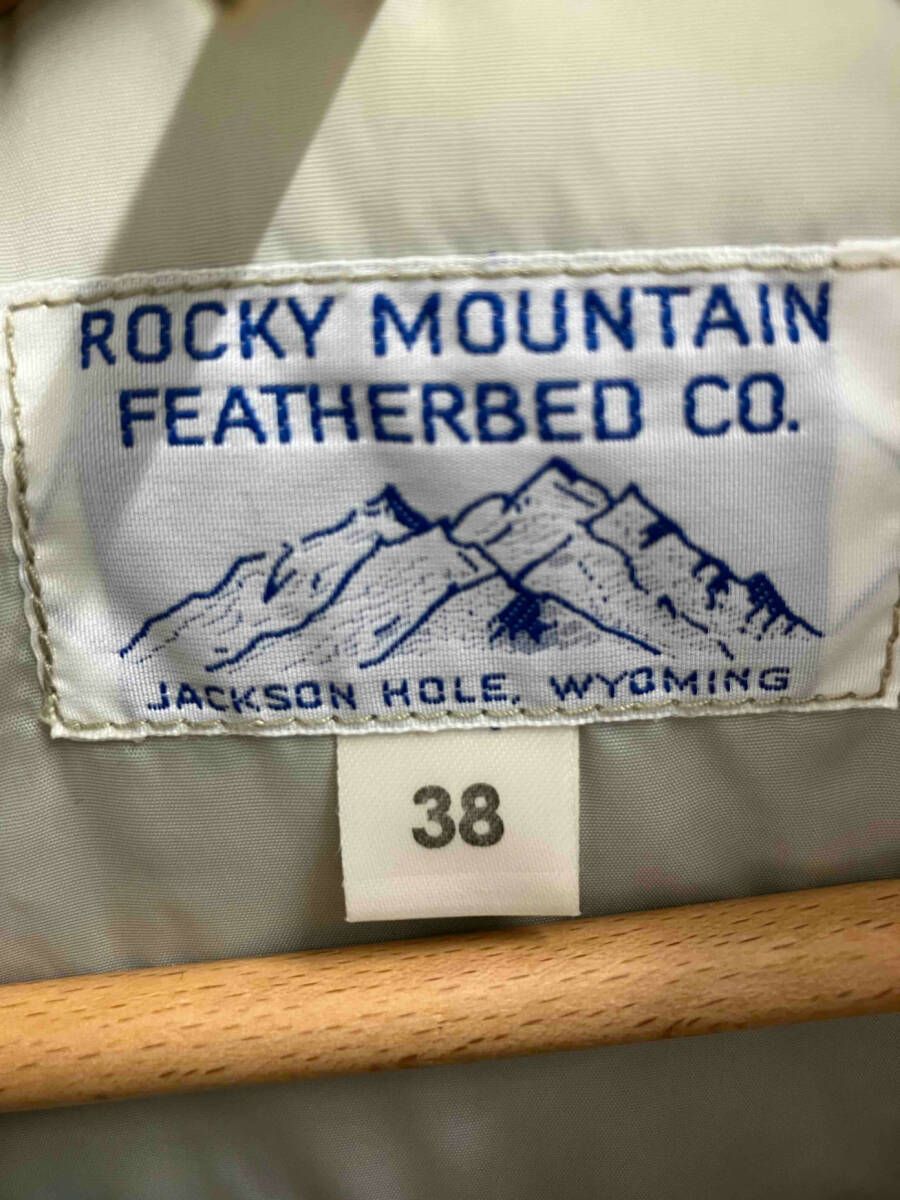 ROCKY MOUNTAIN
FEATHERBED CO.
JACKSON HOLE, WYOMING
38